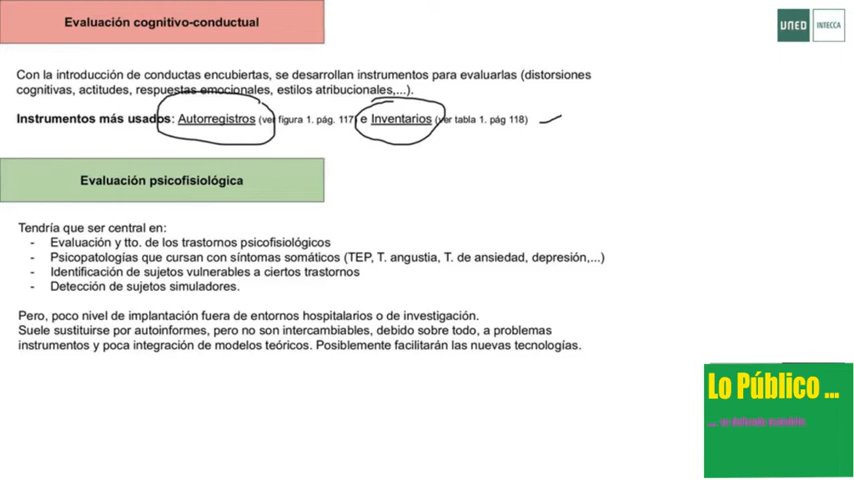 Evaluación cognitivo-conductual
UNED
INTECCA
Con la introducción de conductas encubiertas, se desarrollan instrumentos para evaluarlas (distorsiones
cognitivas, actitudes, respuestas emocionales, estilos atribucionales,...).
Instrumentos más usados: Autorregistros (ver figura 1. pág. 117) e Inventarios (ver tabla 1. pág 118)
Evaluación psicofisiológica
Tendría que ser central en:
- Evaluación y tto. de los trastornos psicofisiológicos
- Psicopatologías que cursan con síntomas somáticos (TEP, T. angustia, T. de ansiedad, depresión,...)
- Identificación de sujetos vulnerables a ciertos trastornos
- Detección de sujetos simuladores.
Pero, poco nivel de implantación fuera de entornos hospitalarios o de investigación.
Suele sustituirse por autoinformes, pero no son intercambiables, debido sobre todo, a problemas
instrumentos y poca integración de modelos teóricos. Posiblemente facilitarán las nuevas tecnologías.
Lo Público ...